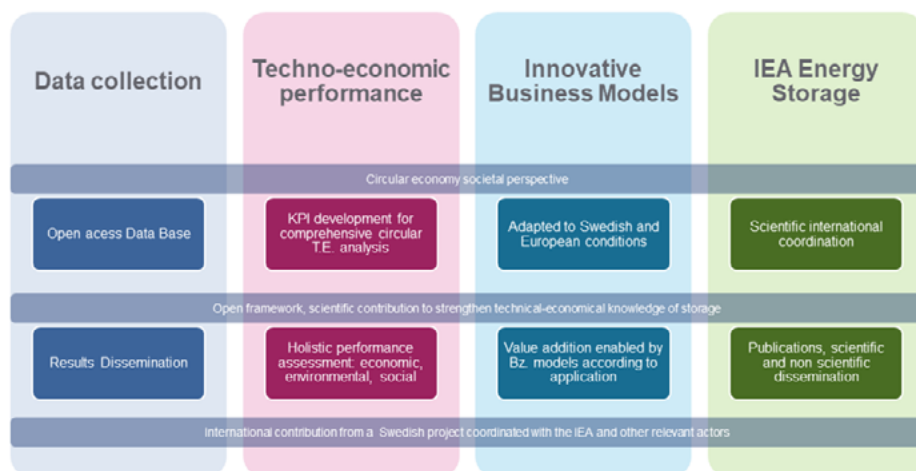 Data collection
Techno-economic
performance
Innovative
Business Models
IEA Energy
Storage
Circular economy societal perspective
Open acess Data Base
KPI development for
comprehensive circular
T.E. analysis
Adapted to Swedish and
European conditions
Scientific international
coordination
Open framework, scientific contribution to strengthen technical-economical knowledge of storage
Results Dissemination
Holistic performance
assessment: economic,
environmental, social
Value addition enabled by
Bz. models according to
application
Publications, scientific
and non scientific
dissemination
International contribution from a Swedish project coordinated with the IEA and other relevant actors